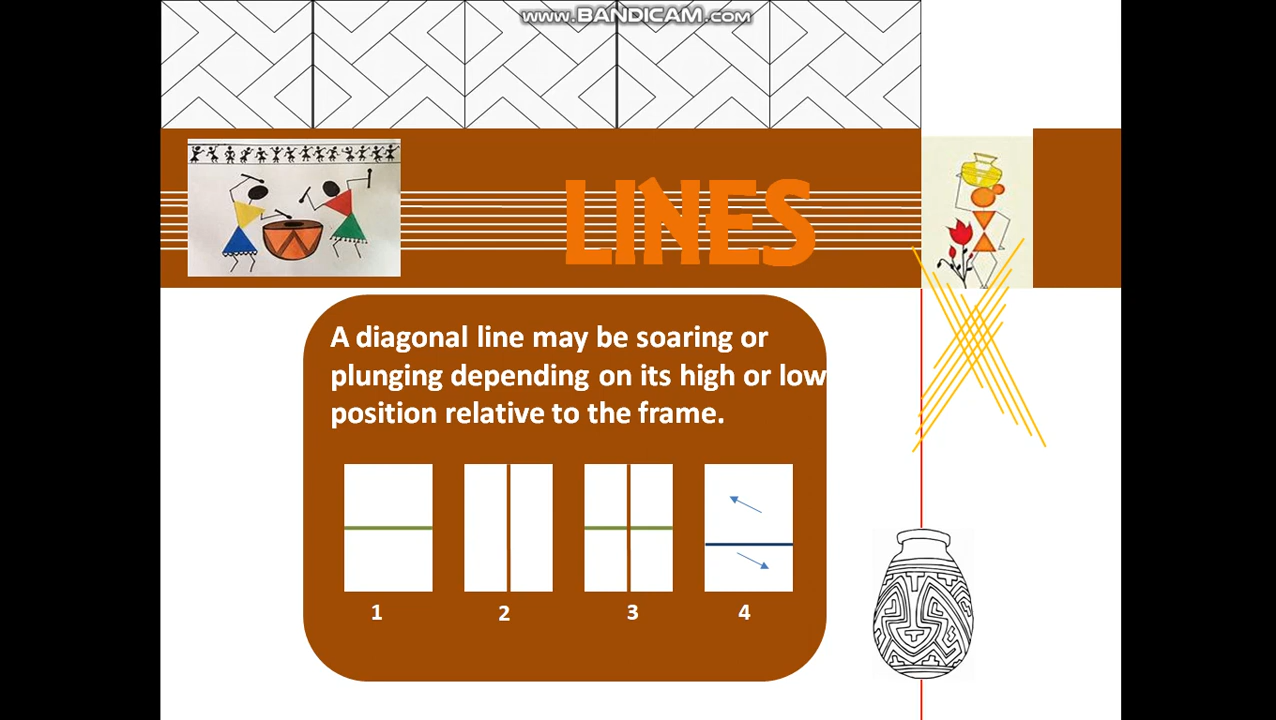 www.BANDICAM.com
LINES
A diagonal line may be soaring or
plunging depending on its high or low
position relative to the frame.
1 2 3 4